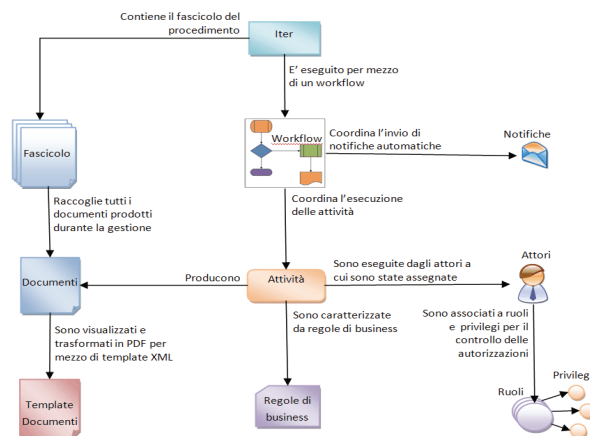 Contiene il fascicolo del
procedimento
Iter
E' eseguito per mezzo
di un workflow
Fascicolo
Workflow
Coordina l'invio di
notifiche automatiche
Notifiche
Raccoglie tutti i
documenti prodotti
durante la gestione
Coordina l'esecuzione
delle attività
Documenti
Producono
Attività
Sono eseguite dagli attori a
cui sono state assegnate
Attori
Sono visualizzati e
trasformati in PDF per
mezzo di template XML
Sono caratterizzate
da regole di business
Sono associati a ruoli
e privilegi per il
controllo delle
autorizzazioni
Template
Documenti
Regole di
business
Ruoli
Privileg